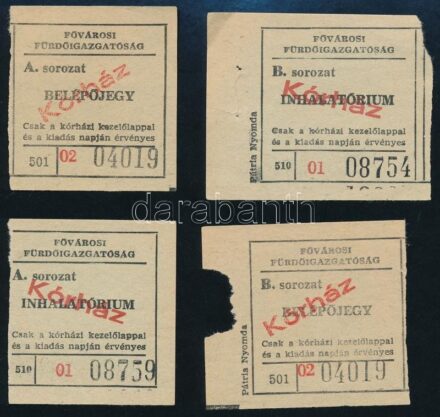 FŐVÁROSI
FÜRDŐIGAZGATÓSÁG
A. sorozat
BELÉPŐJEGY
Kórház
Csak a kórházi kezelőlappal
és a kiadás napján érvényes
501 02 04019
FŐVÁROSI
FÜRDŐIGAZGATÓSÁG
B. sorozat
INHALATÓRIUM
Kórház
Csak a kórházi kezelőlappal
és a kiadás napján érvényes
510 01 08754
Pátria Nyomda
darabanth
FŐVÁROSI
FÜRDŐIGAZGATÓSÁG
A. sorozat
INHALATÓRIUM
Kórház
Csak a kórházi kezelőlappal
és a kiadás napján érvényes
510 01 08759
FŐVÁROSI
FÜRDŐIGAZGATÓSÁG
B. sorozat
BELÉPŐJEGY
Kórház
Csak a kórházi kezelőlappal
és a kiadás napján érvényes
501 02 04019
Pátria Nyomda